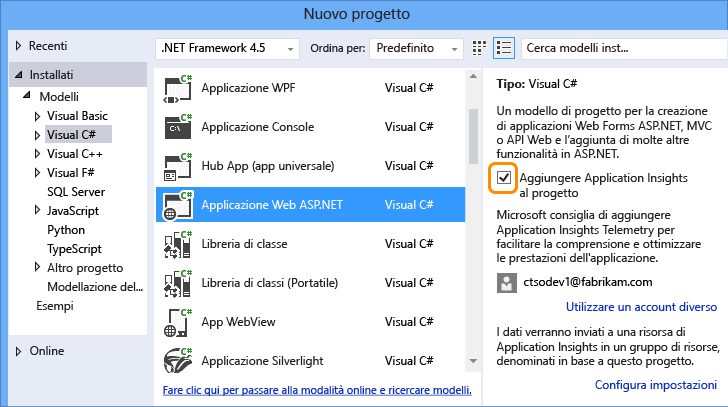 Nuovo progetto
Recenti
Installati
Modelli
Visual Basic
Visual C#
Visual C++
Visual F#
SQL Server
JavaScript
Python
TypeScript
Altro progetto
Modellazione del...
Esempi
Online
.NET Framework 4.5
Ordina per:
Predefinito
Cerca modelli inst...
C# Applicazione WPF Visual C#
C# Applicazione Console Visual C#
C# Hub App (app universale) Visual C#
C# Applicazione Web ASP.NET Visual C#
C# Libreria di classe Visual C#
C# Libreria di classi (Portatile) Visual C#
C# App WebView Visual C#
C# Applicazione Silverlight Visual C#
Fare clic qui per passare alla modalità online e ricercare modelli.
Tipo: Visual C#
Un modello di progetto per la creazione
di applicazioni Web Forms ASP.NET, MVC
o API Web e l'aggiunta di molte altre
funzionalità in ASP.NET.
Aggiungere Application Insights
al progetto
Microsoft consiglia di aggiungere
Application Insights Telemetry per
facilitare la comprensione e ottimizzare
le prestazioni dell'applicazione.
ctsodev1@fabrikam.com
Utilizzare un account diverso
I dati verranno inviati a una risorsa di
Application Insights in un gruppo di risorse,
denominati in base a questo progetto.
Configura impostazioni